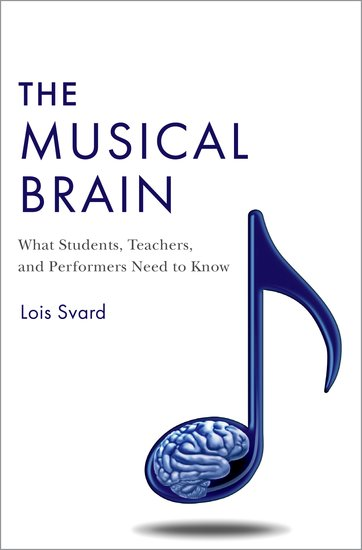 THE
MUSICAL
BRAIN
What Students, Teachers,
and Performers Need to Know
Lois Svard